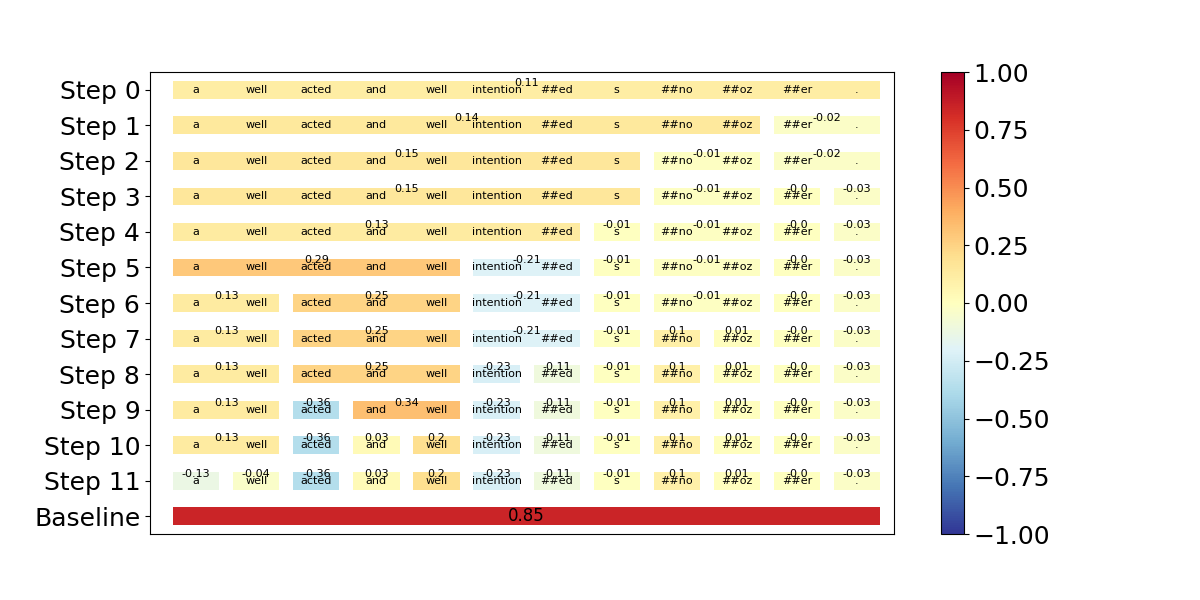 1.00
0.11
Step 0 a well acted and well intention ##ed s ##no ##oz ##er .
0.14 -0.02
Step 1 a well acted and well intention ##ed s ##no ##oz ##er .
0.75
0.15 -0.01 -0.02
Step 2 a well acted and well intention ##ed s ##no ##oz ##er .
0.50
0.15 -0.01 -0.0 -0.03
Step 3 a well acted and well intention ##ed s ##no ##oz ##er .
0.13 -0.01 -0.01 -0.0 -0.03
Step 4 a well acted and well intention ##ed s ##no ##oz ##er .
0.25
0.29 -0.21 -0.01 -0.01 -0.0 -0.03
Step 5 a well acted and well intention ##ed s ##no ##oz ##er .
0.13 0.25 -0.21 -0.01 -0.01 -0.0 -0.03
Step 6 a well acted and well intention ##ed s ##no ##oz ##er .
0.00
0.13 0.25 -0.21 -0.01 0.1 0.01 -0.0 -0.03
Step 7 a well acted and well intention ##ed s ##no ##oz ##er .
−0.25
0.13 0.25 -0.23 -0.11 -0.01 0.1 0.01 -0.0 -0.03
Step 8 a well acted and well intention ##ed s ##no ##oz ##er .
0.13 -0.36 0.34 -0.23 -0.11 -0.01 0.1 0.01 -0.0 -0.03
Step 9 a well acted and well intention ##ed s ##no ##oz ##er .
−0.50
0.13 -0.36 0.03 0.2 -0.23 -0.11 -0.01 0.1 0.01 -0.0 -0.03
Step 10 a well acted and well intention ##ed s ##no ##oz ##er .
−0.75
-0.13 -0.04 -0.36 0.03 0.2 -0.23 -0.11 -0.01 0.1 0.01 -0.0 -0.03
Step 11 a well acted and well intention ##ed s ##no ##oz ##er .
Baseline 0.85
−1.00